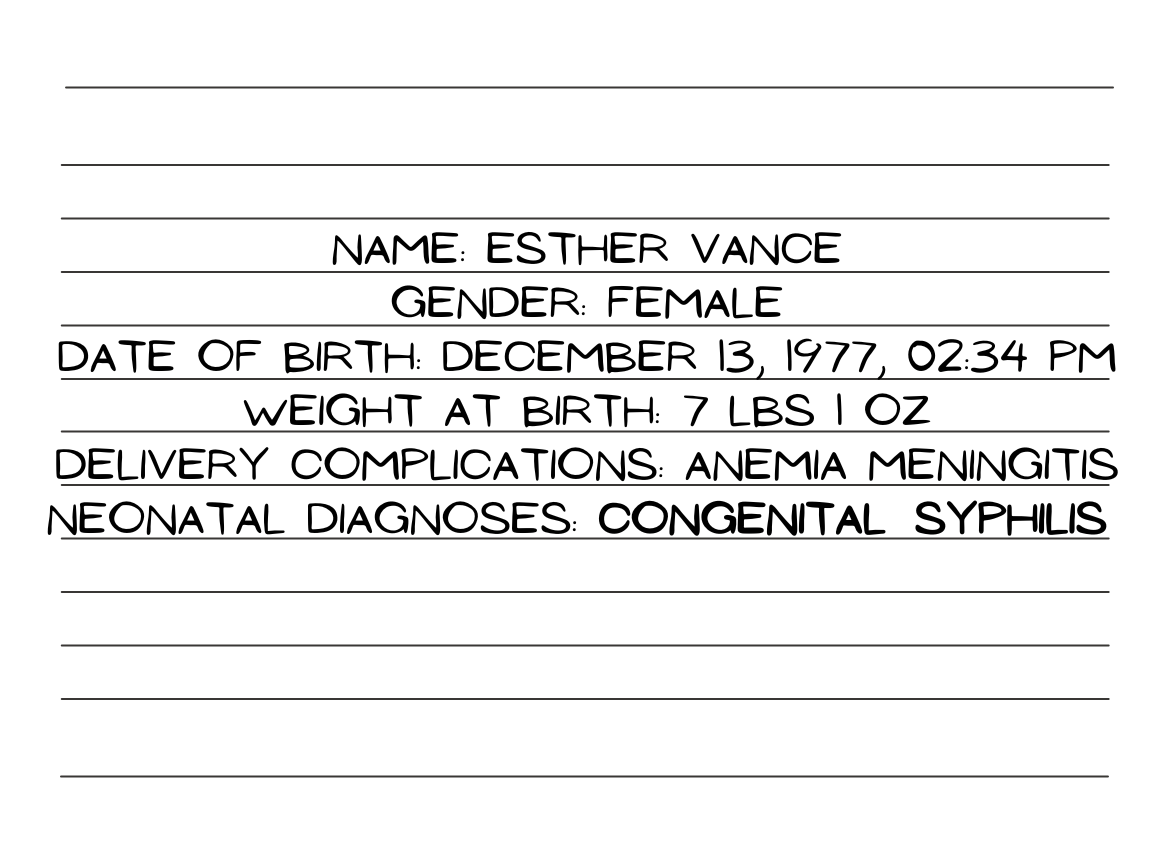 NAME: ESTHER VANCE
GENDER: FEMALE
DATE OF BIRTH: DECEMBER 13, 1977, 02:34 PM
WEIGHT AT BIRTH: 7 LBS 1 OZ
DELIVERY COMPLICATIONS: ANEMIA MENINGITIS
NEONATAL DIAGNOSES: CONGENITAL SYPHILIS